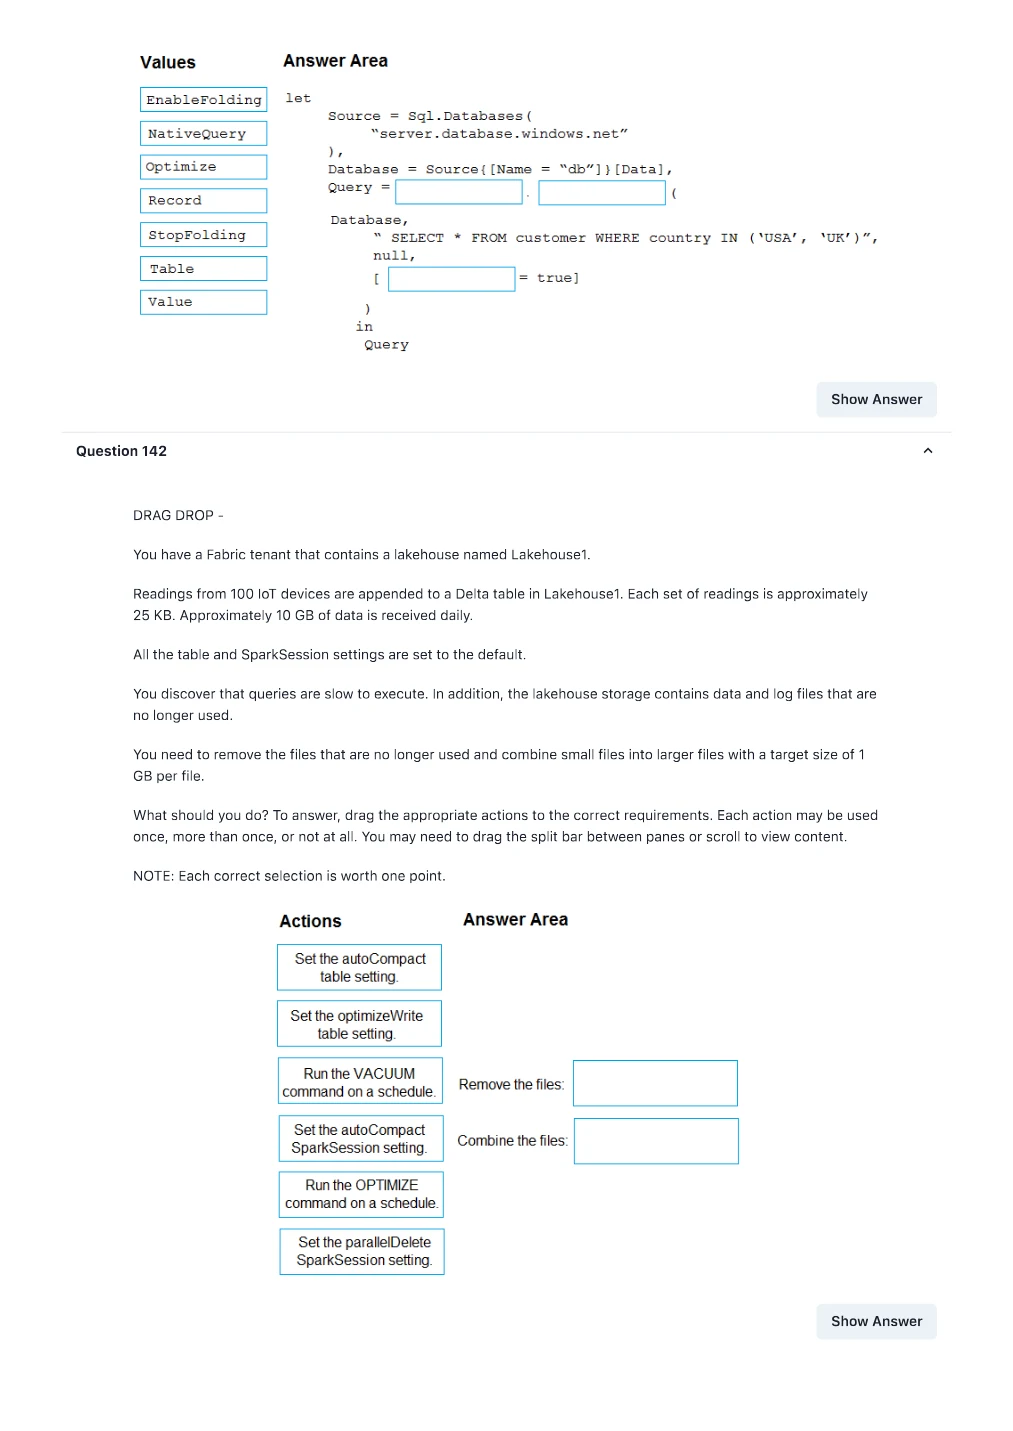 Values
Answer Area
EnableFolding
NativeQuery
Optimize
Record
StopFolding
Table
Value
let
Source = Sql.Databases(
“server.database.windows.net”
),
Database = Source{[Name = “db”]}[Data],
Query = . (
Database,
“ SELECT * FROM customer WHERE country IN (‘USA’, ‘UK’)”,
null,
[ = true]
)
in
Query
Show Answer
Question 142
DRAG DROP -
You have a Fabric tenant that contains a lakehouse named Lakehouse1.
Readings from 100 IoT devices are appended to a Delta table in Lakehouse1. Each set of readings is approximately
25 KB. Approximately 10 GB of data is received daily.
All the table and SparkSession settings are set to the default.
You discover that queries are slow to execute. In addition, the lakehouse storage contains data and log files that are
no longer used.
You need to remove the files that are no longer used and combine small files into larger files with a target size of 1
GB per file.
What should you do? To answer, drag the appropriate actions to the correct requirements. Each action may be used
once, more than once, or not at all. You may need to drag the split bar between panes or scroll to view content.
NOTE: Each correct selection is worth one point.
Actions
Answer Area
Set the autoCompact
table setting.
Set the optimizeWrite
table setting.
Run the VACUUM
command on a schedule.
Set the autoCompact
SparkSession setting.
Run the OPTIMIZE
command on a schedule.
Set the parallelDelete
SparkSession setting.
Remove the files:
Combine the files:
Show Answer